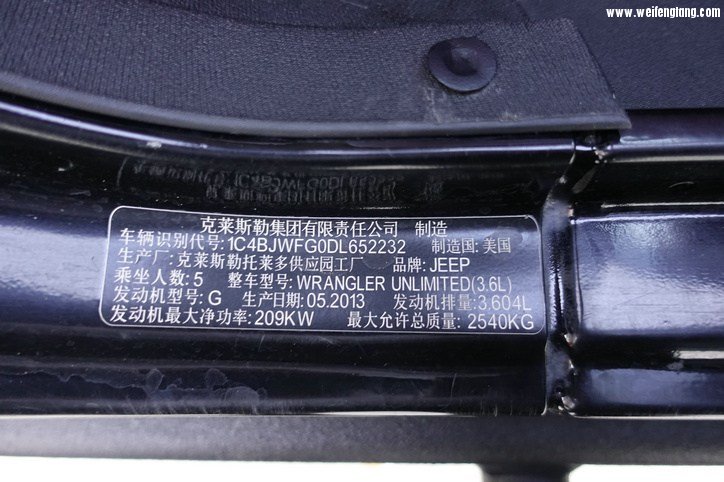 www.weifengtang.com
克莱斯勒集团有限责任公司 制造
车辆识别代号:1C4BJWFG0DL652232 制造国:美国
生产厂:克莱斯勒托莱多供应园工厂 品牌:JEEP
乘坐人数:5 整车型号:WRANGLER UNLIMITED(3.6L)
发动机型号:G 生产日期:05.2013 发动机排量:3.604L
发动机最大净功率:209KW 最大允许总质量:2540KG